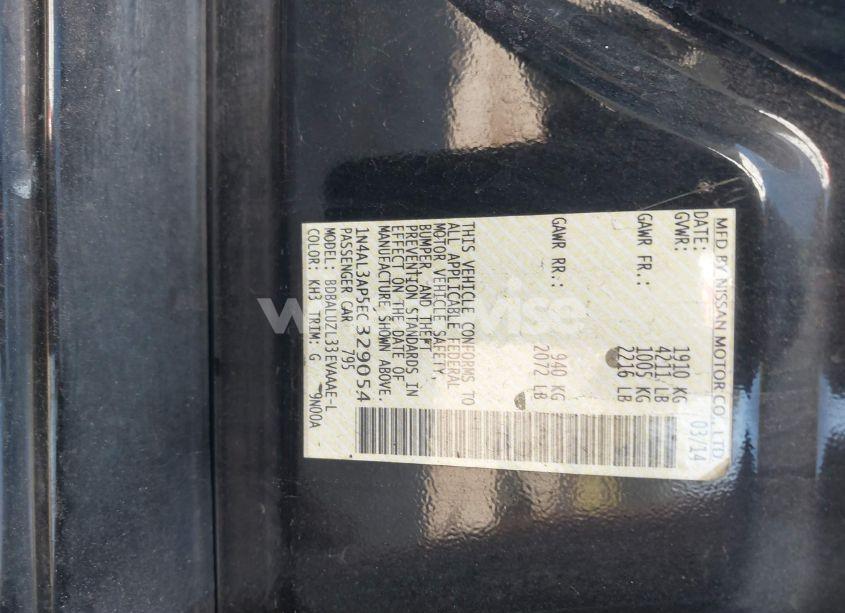 MFD BY NISSAN MOTOR CO., LTD
DATE: 03/14
GVWR: 1910 KG
4211 LB
GAWR FR.: 1005 KG
2216 LB
GAWR RR.: 940 KG
2072 LB
THIS VEHICLE CONFORMS TO
ALL APPLICABLE FEDERAL
MOTOR VEHICLE SAFETY,
BUMPER, AND THEFT
PREVENTION STANDARDS IN
EFFECT ON THE DATE OF
MANUFACTURE SHOWN ABOVE.
1N4AL3AP5EC329054
PASSENGER CAR 795
MODEL: BDBALUZL33EVAAAE-L
COLOR: KH3 TRIM: G 9N00A